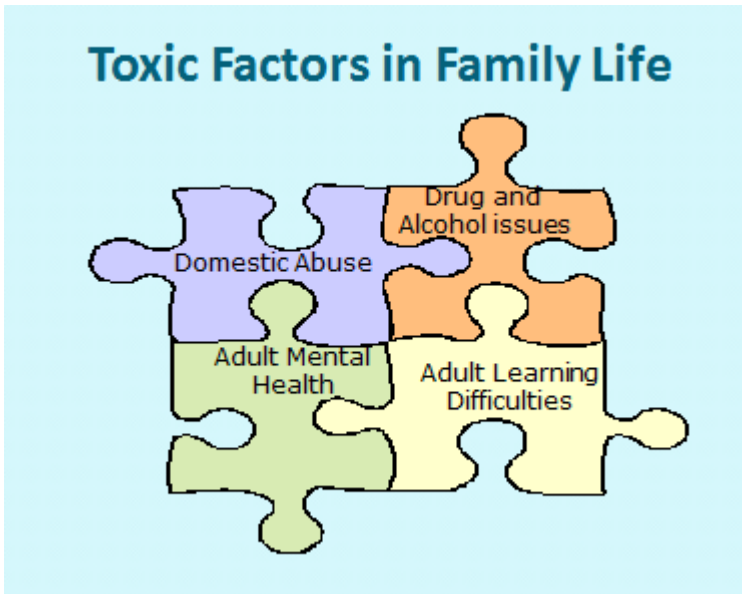 Toxic Factors in Family Life
Drug and
Alcohol issues
Domestic Abuse
Adult Mental
Health
Adult Learning
Difficulties